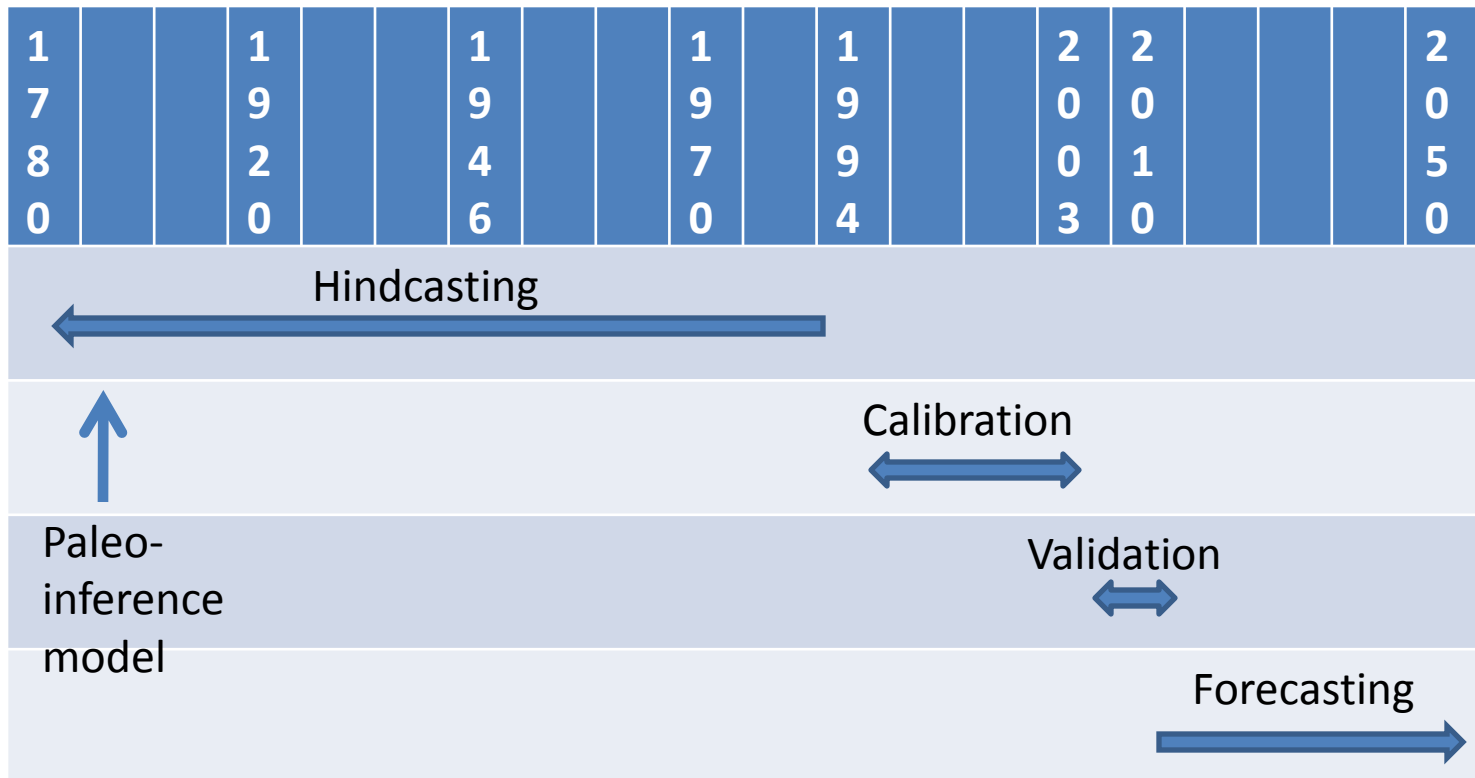 1780 1920 1946 1970 1994 2003 2010 2050
Hindcasting
Calibration
Paleo-
inference
model
Validation
Forecasting